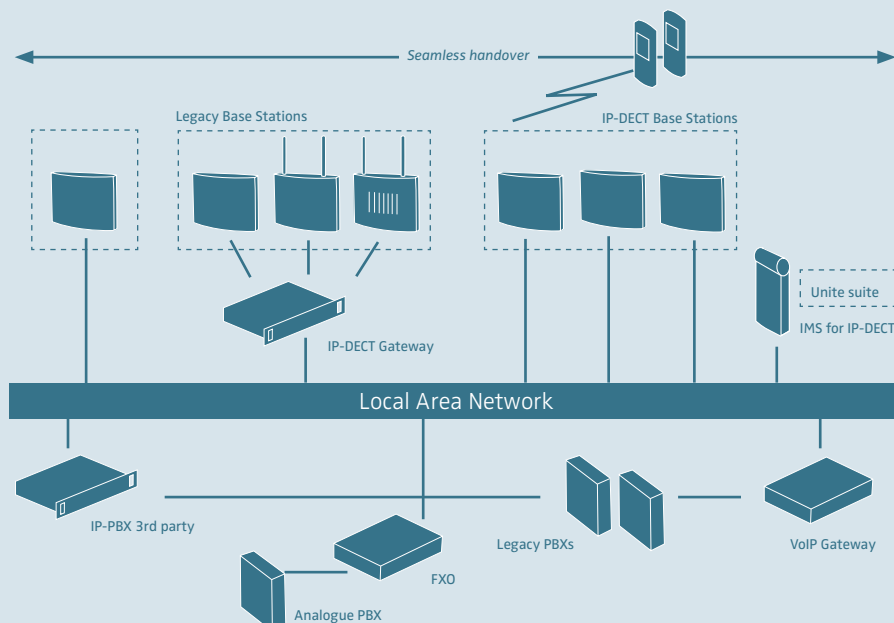 Seamless handover
Legacy Base Stations
IP-DECT Base Stations
Unite suite
IMS for IP-DECT
IP-DECT Gateway
Local Area Network
IP-PBX 3rd party
Legacy PBXs
VoIP Gateway
FXO
Analogue PBX